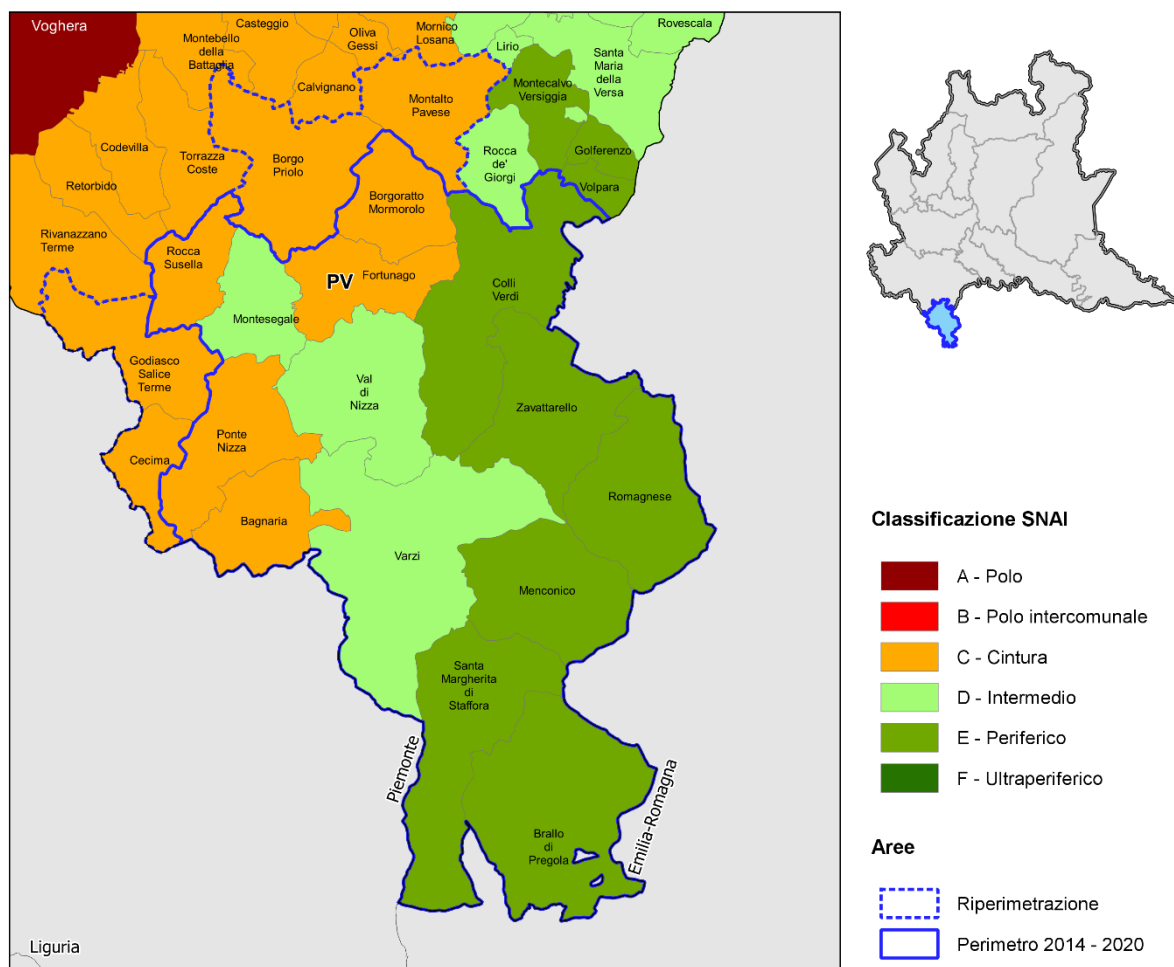 Voghera
Casteggio
Oliva
Gessi
Mornico
Losana
Rovescala
Montebello
della
Battaglia
Lirio
Santa
Maria
della
Versa
Calvignano
Montecalvo
Versiggia
Montalto
Pavese
Codevilla
Torrazza
Coste
Borgo
Priolo
Rocca
de'
Giorgi
Golferenzo
Volpara
Retorbido
Borgoratto
Mormorolo
Rivanazzano
Terme
Rocca
Susella
PV
Fortunago
Colli
Verdi
Montesegale
Godiasco
Salice
Terme
Val
di
Nizza
Zavattarello
Ponte
Nizza
Cecima
Romagnese
Bagnaria
Varzi
Menconico
Santa
Margherita
di
Staffora
Piemonte
Emilia-Romagna
Brallo
di
Pregola
Liguria
Classificazione SNAI
A - Polo
B - Polo intercomunale
C - Cintura
D - Intermedio
E - Periferico
F - Ultraperiferico
Aree
Riperimetrazione
Perimetro 2014 - 2020